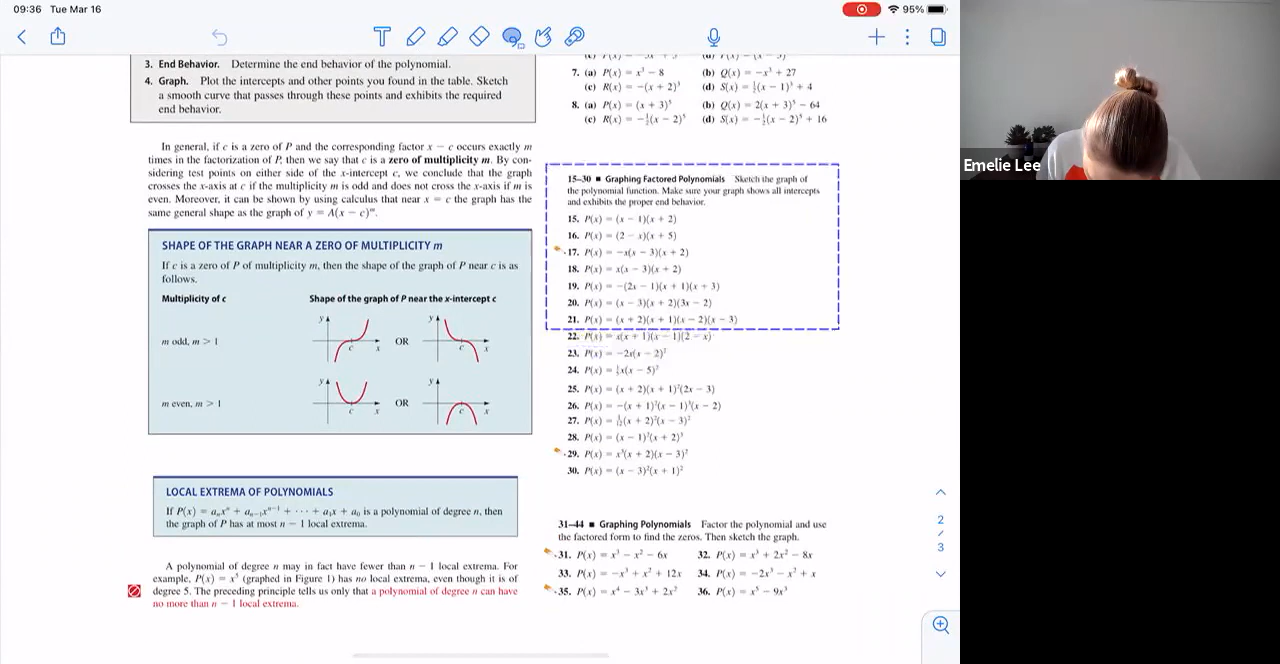 09:36 Tue Mar 16
95%
3. End Behavior. Determine the end behavior of the polynomial.
4. Graph. Plot the intercepts and other points you found in the table. Sketch
a smooth curve that passes through these points and exhibits the required
end behavior.
In general, if c is a zero of P and the corresponding factor x − c occurs exactly m
times in the factorization of P, then we say that c is a zero of multiplicity m. By con-
sidering test points on either side of the x-intercept c, we conclude that the graph
crosses the x-axis at c if the multiplicity m is odd and does not cross the x-axis if m is
even. Moreover, it can be shown by using calculus that near x = c the graph has the
same general shape as the graph of y = A(x − c)ᵐ.
SHAPE OF THE GRAPH NEAR A ZERO OF MULTIPLICITY m
If c is a zero of P of multiplicity m, then the shape of the graph of P near c is as
follows.
Multiplicity of c Shape of the graph of P near the x-intercept c
m odd, m > 1
y c x OR y c x
m even, m > 1
y c x OR y c x
LOCAL EXTREMA OF POLYNOMIALS
If P(x) = aₙxⁿ + aₙ₋₁xⁿ⁻¹ + ··· + a₁x + a₀ is a polynomial of degree n, then
the graph of P has at most n − 1 local extrema.
A polynomial of degree n may in fact have fewer than n − 1 local extrema. For
example, P(x) = x⁵ (graphed in Figure 1) has no local extrema, even though it is of
degree 5. The preceding principle tells us only that a polynomial of degree n can have
no more than n − 1 local extrema.
7. (a) P(x) = x³ − 8 (b) Q(x) = −x³ + 27
(c) R(x) = −(x + 2)³ (d) S(x) = ½(x − 1)³ + 4
8. (a) P(x) = (x + 3)⁵ (b) Q(x) = 2(x + 3)⁵ − 64
(c) R(x) = −½(x − 2)⁵ (d) S(x) = −½(x − 2)⁵ + 16
15–30 ■ Graphing Factored Polynomials Sketch the graph of
the polynomial function. Make sure your graph shows all intercepts
and exhibits the proper end behavior.
15. P(x) = (x − 1)(x + 2)
16. P(x) = (2 − x)(x + 5)
17. P(x) = −x(x − 3)(x + 2)
18. P(x) = x(x − 3)(x + 2)
19. P(x) = −(2x − 1)(x + 1)(x + 3)
20. P(x) = (x − 3)(x + 2)(3x − 2)
21. P(x) = (x + 2)(x + 1)(x − 2)(x − 3)
22. P(x) = x(x + 1)(x − 1)(2 − x)
23. P(x) = −2x(x − 2)²
24. P(x) = x(x − 5)²
25. P(x) = (x + 2)(x + 1)²(2x − 3)
26. P(x) = −(x + 1)²(x − 1)³(x − 2)
27. P(x) = (x + 2)²(x − 3)²
28. P(x) = (x − 1)²(x + 2)³
29. P(x) = x³(x + 2)(x − 3)²
30. P(x) = (x − 3)²(x + 1)²
31–44 ■ Graphing Polynomials Factor the polynomial and use
the factored form to find the zeros. Then sketch the graph.
31. P(x) = x³ − x² − 6x 32. P(x) = x³ + 2x² − 8x
33. P(x) = −x³ + x² + 12x 34. P(x) = −2x³ − x² + x
35. P(x) = x⁴ − 3x³ + 2x² 36. P(x) = x⁵ − 9x³
2
/
3
Emelie Lee